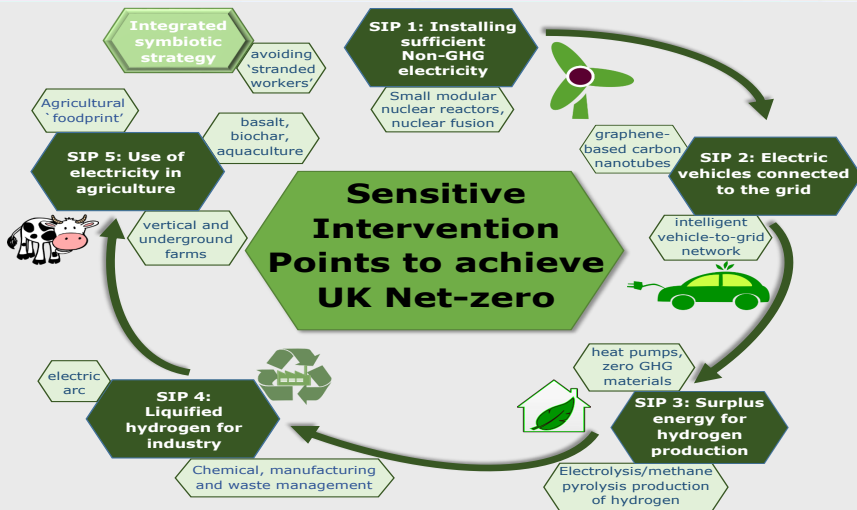 Integrated
symbiotic
strategy
avoiding
'stranded
workers'
SIP 1: Installing
sufficient
Non-GHG
electricity
Small modular
nuclear reactors,
nuclear fusion
graphene-
based carbon
nanotubes
SIP 2: Electric
vehicles connected
to the grid
intelligent
vehicle-to-grid
network
Agricultural
`foodprint’
basalt,
biochar,
aquaculture
SIP 5: Use of
electricity in
agriculture
vertical and
underground
farms
Sensitive
Intervention
Points to achieve
UK Net-zero
heat pumps,
zero GHG
materials
SIP 3: Surplus
energy for
hydrogen
production
Electrolysis/methane
pyrolysis production
of hydrogen
electric
arc
SIP 4:
Liquified
hydrogen for
industry
Chemical, manufacturing
and waste management